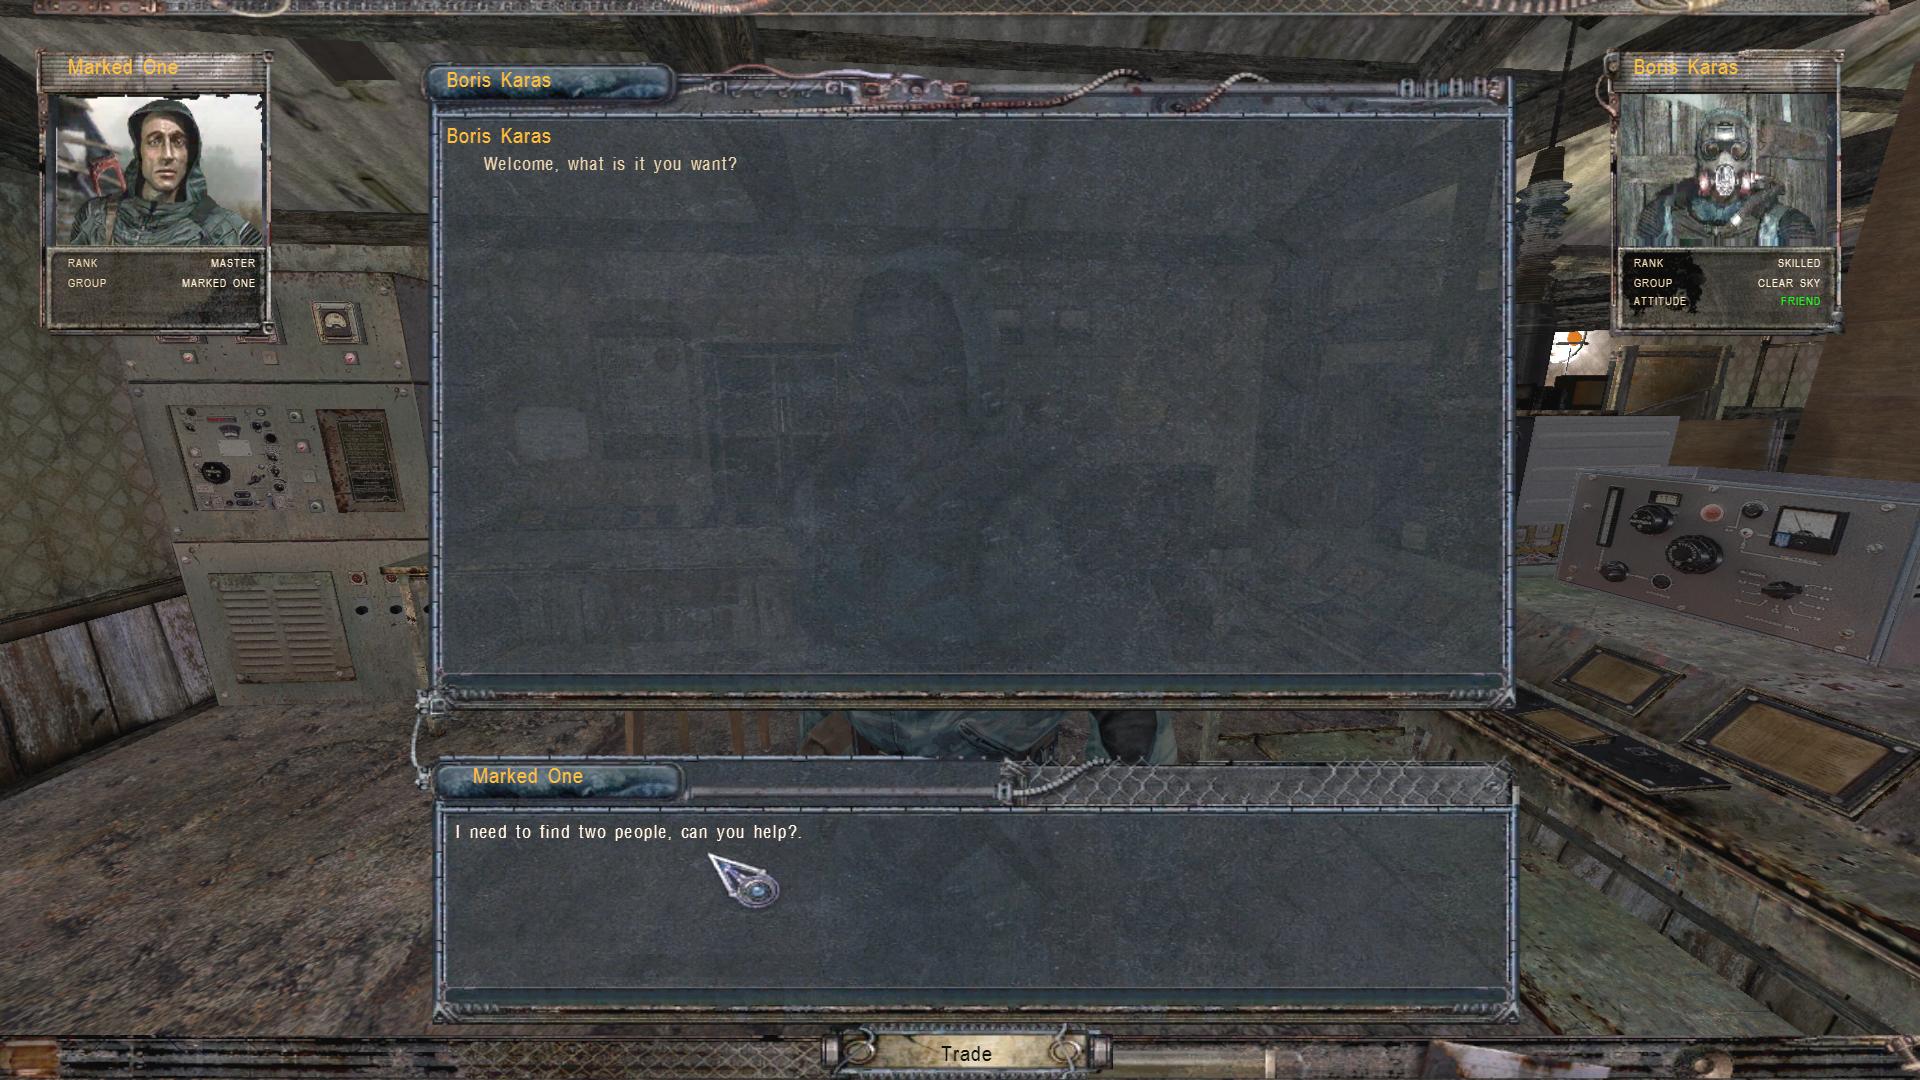 Marked One
RANK MASTER
GROUP MARKED ONE
Boris Karas
Boris Karas
Welcome, what is it you want?
Boris Karas
RANK SKILLED
GROUP CLEAR SKY
ATTITUDE FRIEND
Marked One
I need to find two people, can you help?.
Trade